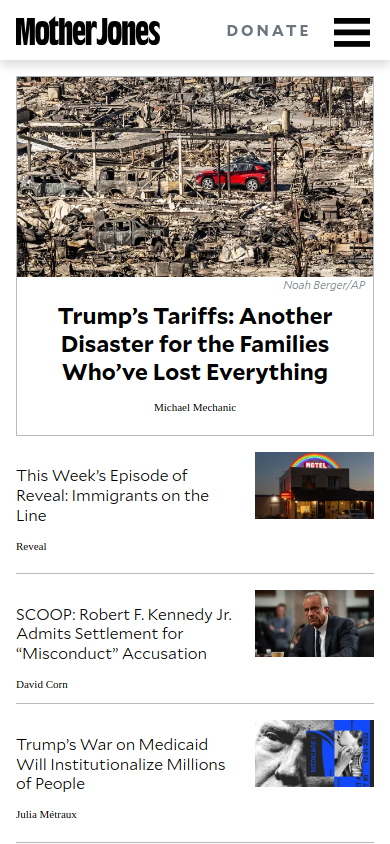 Mother Jones
DONATE
Noah Berger/AP
Trump’s Tariffs: Another
Disaster for the Families
Who’ve Lost Everything
Michael Mechanic
This Week’s Episode of
Reveal: Immigrants on the
Line
MOTEL
Reveal
SCOOP: Robert F. Kennedy Jr.
Admits Settlement for
“Misconduct” Accusation
David Corn
Trump’s War on Medicaid
Will Institutionalize Millions
of People
Julia Métraux